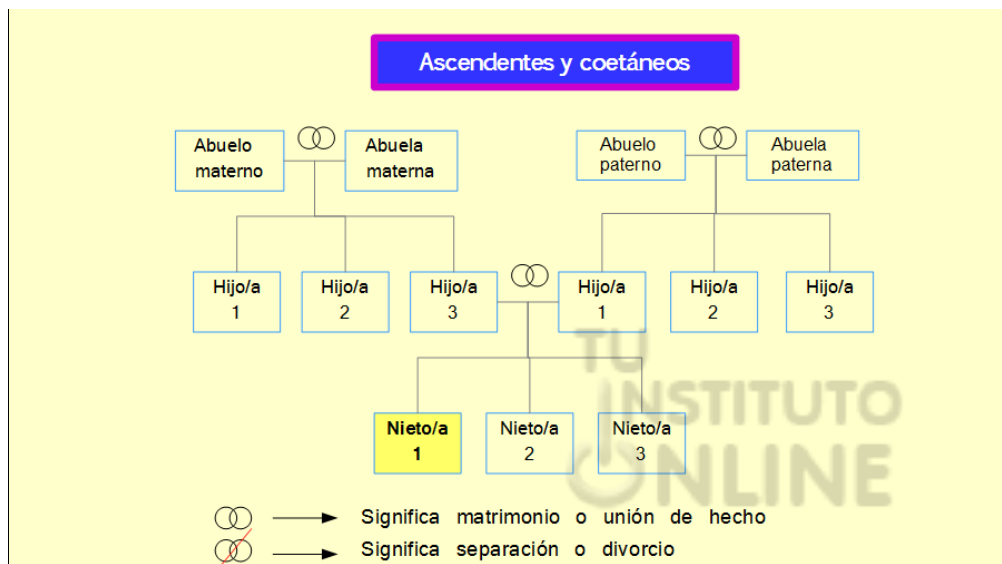 Ascendentes y coetáneos
Abuelo
materno
Abuela
materna
Abuelo
paterno
Abuela
paterna
Hijo/a
1
Hijo/a
2
Hijo/a
3
Hijo/a
1
Hijo/a
2
Hijo/a
3
TU
INSTITUTO
ONLINE
Nieto/a
1
Nieto/a
2
Nieto/a
3
Significa matrimonio o unión de hecho
Significa separación o divorcio